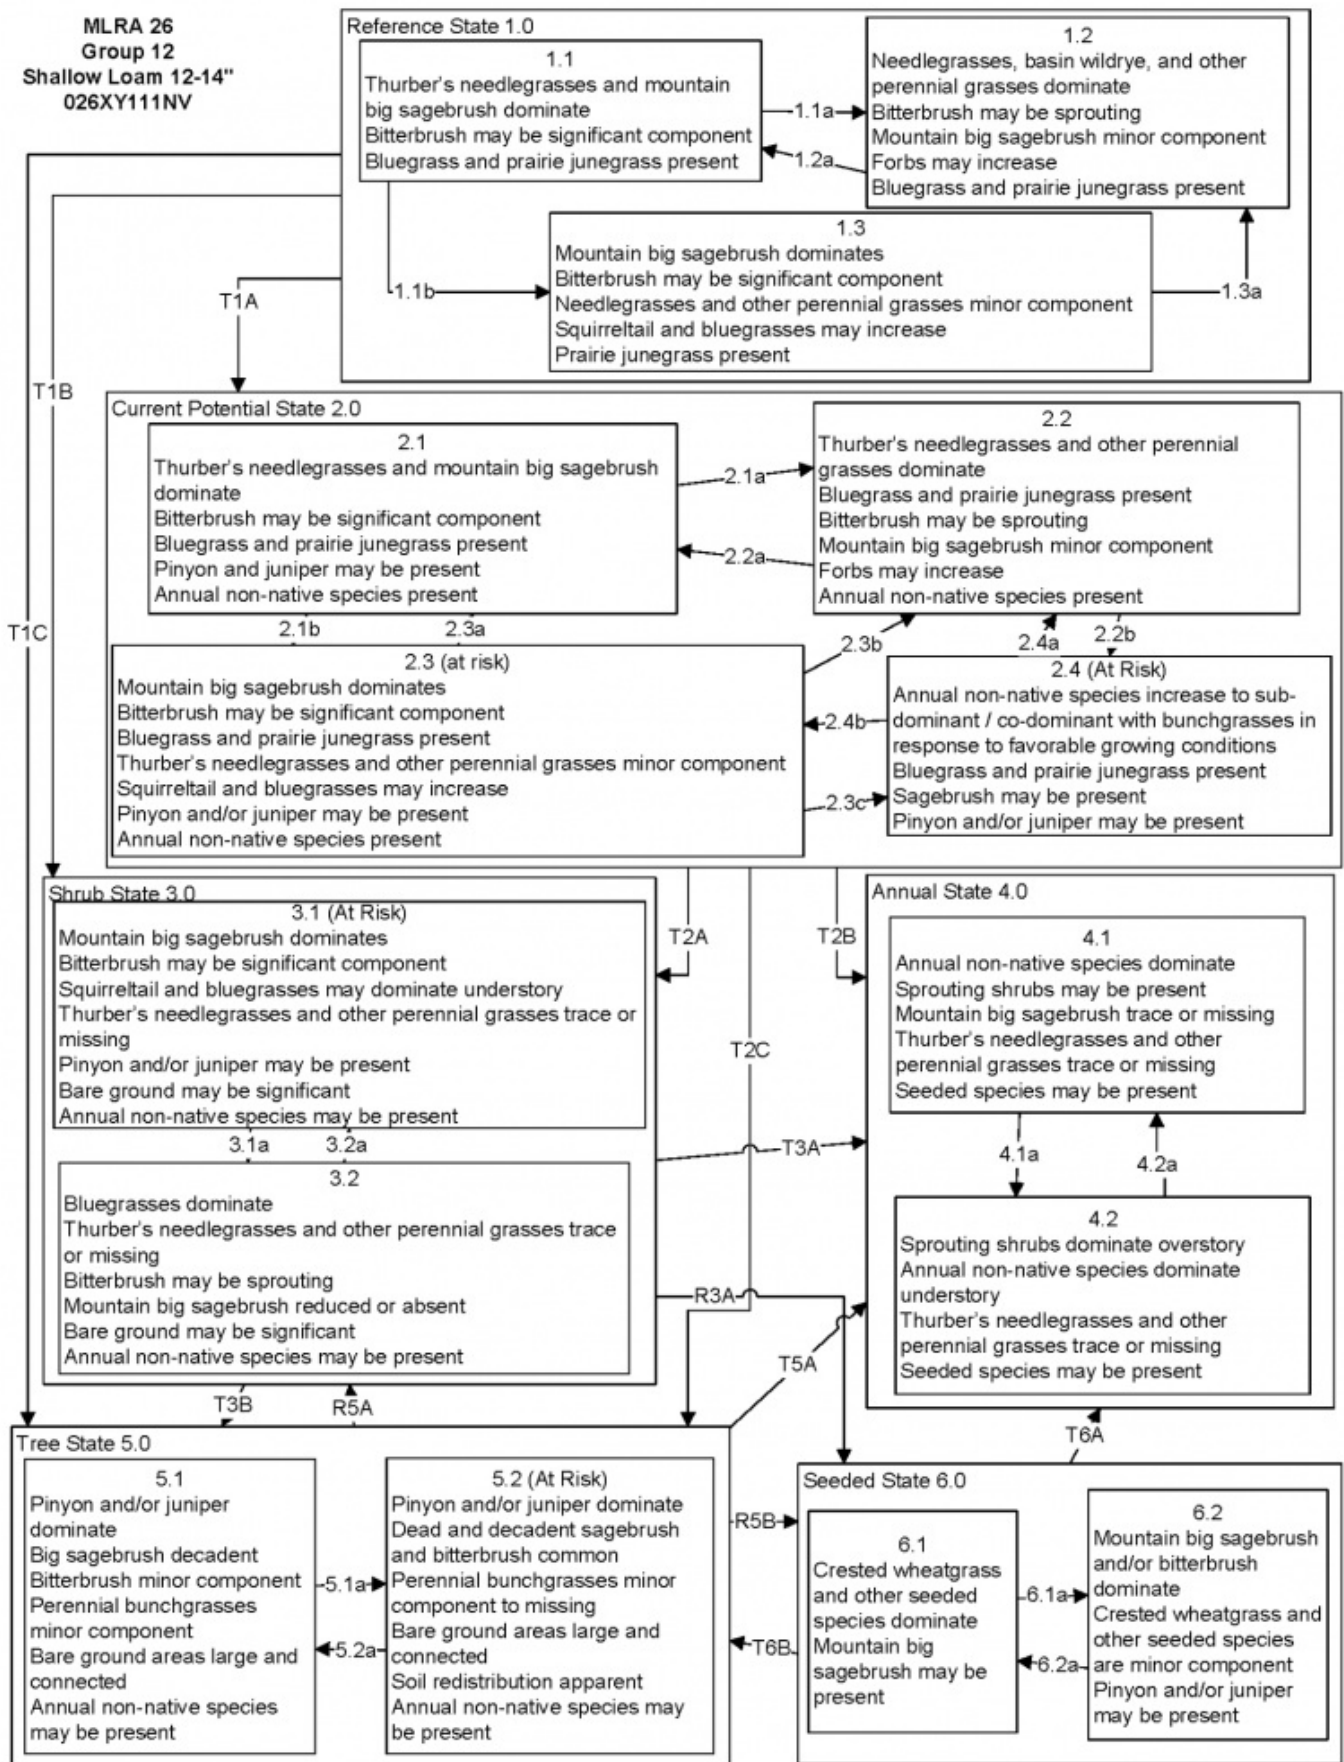 MLRA 26
Group 12
Shallow Loam 12-14"
026XY111NV
Reference State 1.0
1.1
Thurber's needlegrasses and mountain
big sagebrush dominate
Bitterbrush may be significant component
Bluegrass and prairie junegrass present
1.1a
1.2a
1.2
Needlegrasses, basin wildrye, and other
perennial grasses dominate
Bitterbrush may be sprouting
Mountain big sagebrush minor component
Forbs may increase
Bluegrass and prairie junegrass present
1.1b
1.3
Mountain big sagebrush dominates
Bitterbrush may be significant component
Needlegrasses and other perennial grasses minor component
Squirreltail and bluegrasses may increase
Prairie junegrass present
1.3a
T1A
T1B
T1C
Current Potential State 2.0
2.1
Thurber's needlegrasses and mountain big sagebrush
dominate
Bitterbrush may be significant component
Bluegrass and prairie junegrass present
Pinyon and juniper may be present
Annual non-native species present
2.1a
2.2a
2.2
Thurber's needlegrasses and other perennial
grasses dominate
Bluegrass and prairie junegrass present
Bitterbrush may be sprouting
Mountain big sagebrush minor component
Forbs may increase
Annual non-native species present
2.1b
2.3a
2.3b
2.4a
2.2b
2.3 (at risk)
Mountain big sagebrush dominates
Bitterbrush may be significant component
Bluegrass and prairie junegrass present
Thurber's needlegrasses and other perennial grasses minor component
Squirreltail and bluegrasses may increase
Pinyon and/or juniper may be present
Annual non-native species present
2.4b
2.3c
2.4 (At Risk)
Annual non-native species increase to sub-
dominant / co-dominant with bunchgrasses in
response to favorable growing conditions
Bluegrass and prairie junegrass present
Sagebrush may be present
Pinyon and/or juniper may be present
Shrub State 3.0
3.1 (At Risk)
Mountain big sagebrush dominates
Bitterbrush may be significant component
Squirreltail and bluegrasses may dominate understory
Thurber's needlegrasses and other perennial grasses trace or
missing
Pinyon and/or juniper may be present
Bare ground may be significant
Annual non-native species may be present
3.1a
3.2a
3.2
Bluegrasses dominate
Thurber's needlegrasses and other perennial grasses trace
or missing
Bitterbrush may be sprouting
Mountain big sagebrush reduced or absent
Bare ground may be significant
Annual non-native species may be present
T2A
T2B
T2C
T3A
R3A
T5A
Annual State 4.0
4.1
Annual non-native species dominate
Sprouting shrubs may be present
Mountain big sagebrush trace or missing
Thurber's needlegrasses and other
perennial grasses trace or missing
Seeded species may be present
4.1a
4.2a
4.2
Sprouting shrubs dominate overstory
Annual non-native species dominate
understory
Thurber's needlegrasses and other
perennial grasses trace or missing
Seeded species may be present
T3B
R5A
T6A
Tree State 5.0
5.1
Pinyon and/or juniper
dominate
Big sagebrush decadent
Bitterbrush minor component
Perennial bunchgrasses
minor component
Bare ground areas large and
connected
Annual non-native species
may be present
5.1a
5.2a
5.2 (At Risk)
Pinyon and/or juniper dominate
Dead and decadent sagebrush
and bitterbrush common
Perennial bunchgrasses minor
component to missing
Bare ground areas large and
connected
Soil redistribution apparent
Annual non-native species may
be present
R5B
T6B
Seeded State 6.0
6.1
Crested wheatgrass
and other seeded
species dominate
Mountain big
sagebrush may be
present
6.1a
6.2a
6.2
Mountain big sagebrush
and/or bitterbrush
dominate
Crested wheatgrass and
other seeded species
are minor component
Pinyon and/or juniper
may be present